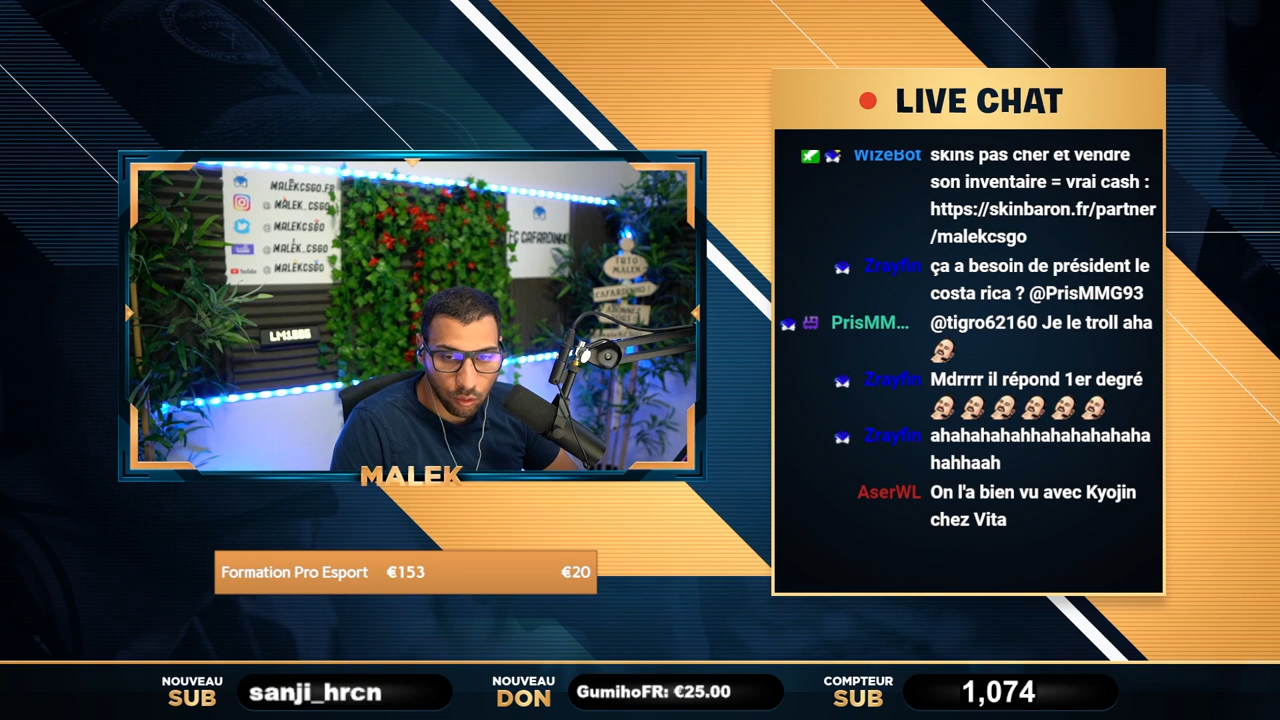 LIVE CHAT
WIZeBot skins pas cher et vendre
son inventaire = vrai cash :
https://skinbaron.fr/partner
/malekcsgo
Zrayfin ça a besoin de président le
costa rica ? @PrisMMG93
PrisMM... @tigro62160 Je le troll aha
Zrayfin Mdrrrr il répond 1er degré
Zrayfin ahahahahahhahahahahaha
hahhaah
AserWL On l'a bien vu avec Kyojin
chez Vita
MALEKCSGO.FR
@ MALEK_CSGO
@ MALEKCSGO
@ MALEK_CSGO
YouTube @ MALEKCSGO
TUTO
MALEK
MALEK
Formation Pro Esport €153 €20
NOUVEAU
SUB
sanji_hrcn
NOUVEAU
DON
GumihoFR: €25.00
COMPTEUR
SUB
1,074